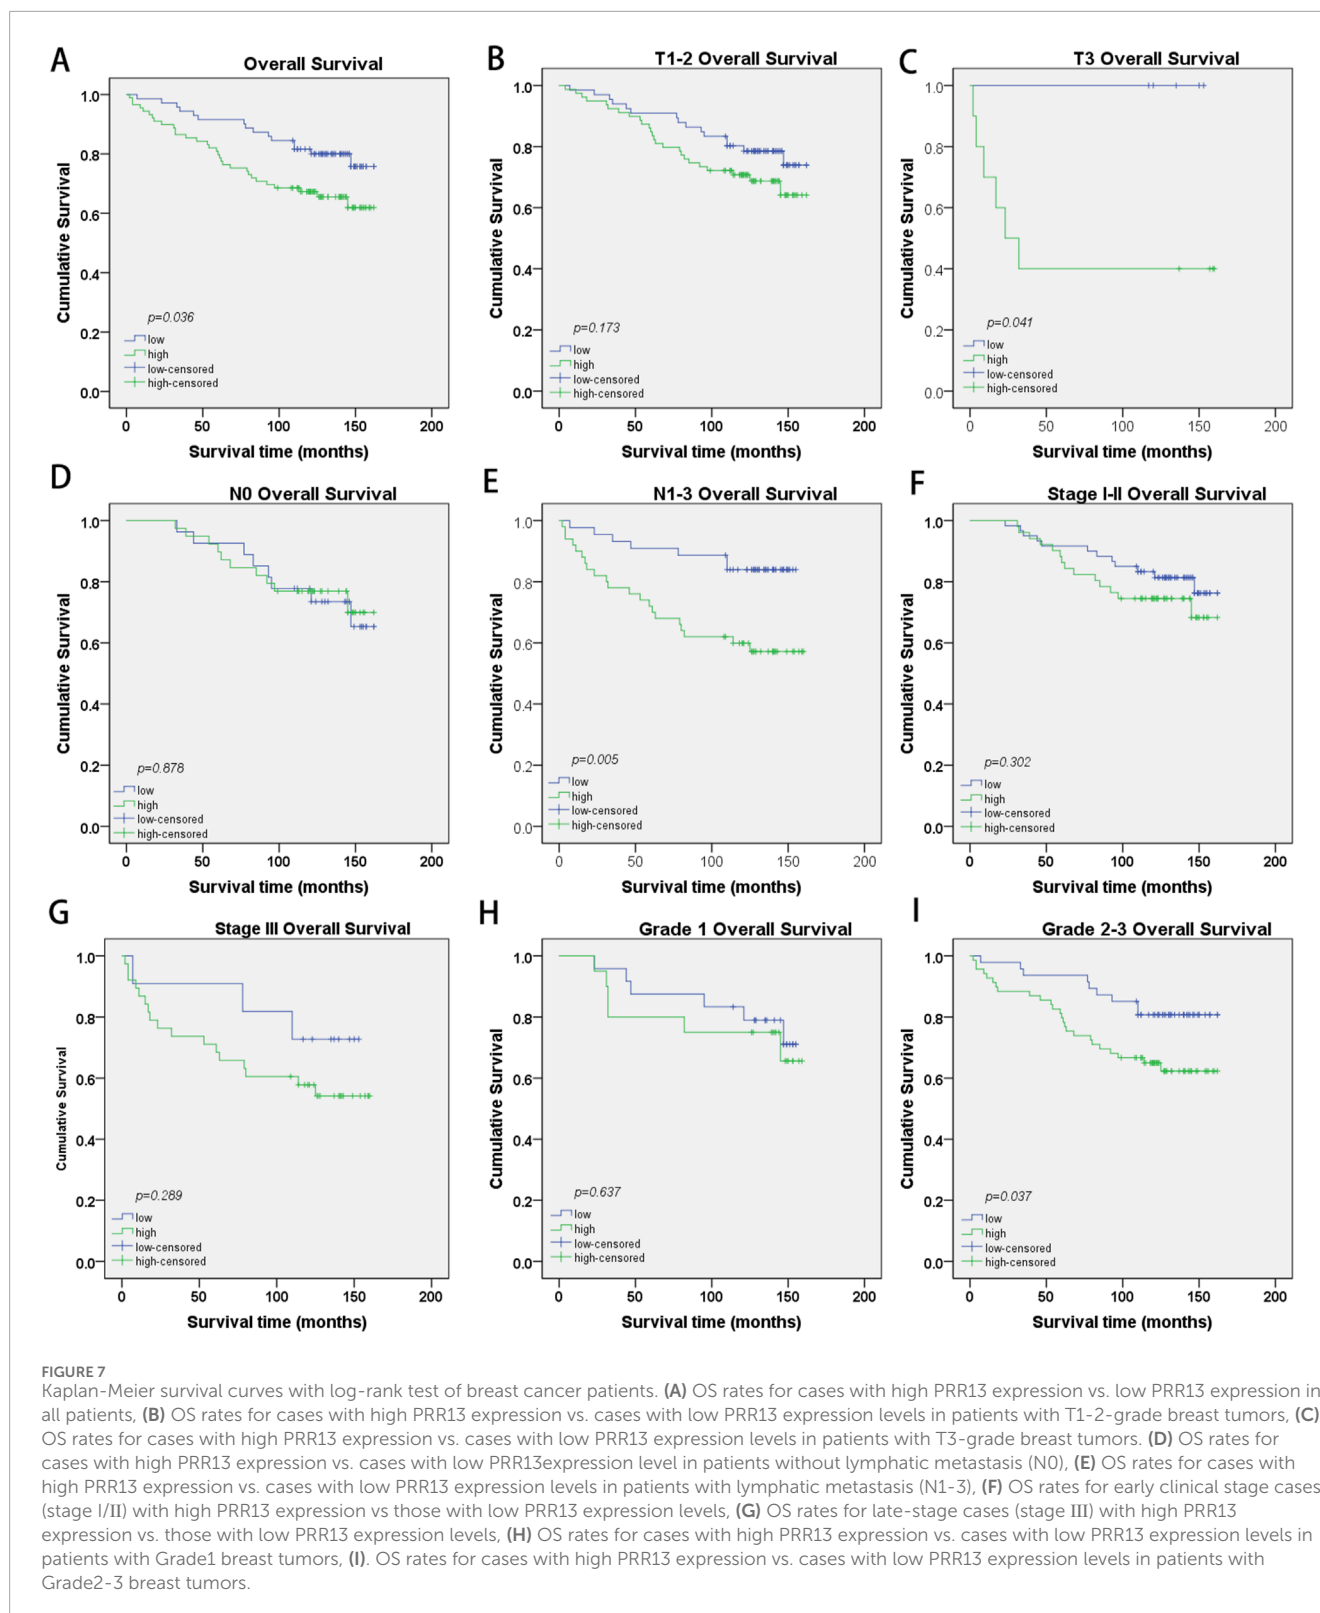 A
Overall Survival
Cumulative Survival
1.0
0.8
0.6
0.4
0.2
0.0
p=0.036
low
high
low-censored
high-censored
0 50 100 150 200
Survival time (months)
B
T1-2 Overall Survival
Cumulative Survival
1.0
0.8
0.6
0.4
0.2
0.0
p=0.173
low
high
low-censored
high-censored
0 50 100 150 200
Survival time (months)
C
T3 Overall Survival
Cumulative Survival
1.0
0.8
0.6
0.4
0.2
0.0
p=0.041
low
high
low-censored
high-censored
0 50 100 150 200
Survival time (months)
D
N0 Overall Survival
Cumulative Survival
1.0
0.8
0.6
0.4
0.2
0.0
p=0.878
low
high
low-censored
high-censored
0 50 100 150 200
Survival time (months)
E
N1-3 Overall Survival
Cumulative Survival
1.0
0.8
0.6
0.4
0.2
0.0
p=0.005
low
high
low-censored
high-censored
0 50 100 150 200
Survival time (months)
F
Stage I-II Overall Survival
Cumulative Survival
1.0
0.8
0.6
0.4
0.2
0.0
p=0.302
low
high
low-censored
high-censored
0 50 100 150 200
Survival time (months)
G
Stage III Overall Survival
Cumulative Survival
1.0
0.8
0.6
0.4
0.2
0.0
p=0.289
low
high
low-censored
high-censored
0 50 100 150 200
Survival time (months)
H
Grade 1 Overall Survival
Cumulative Survival
1.0
0.8
0.6
0.4
0.2
0.0
p=0.637
low
high
low-censored
high-censored
0 50 100 150 200
Survival time (months)
I
Grade 2-3 Overall Survival
Cumulative Survival
1.0
0.8
0.6
0.4
0.2
0.0
p=0.037
low
high
low-censored
high-censored
0 50 100 150 200
Survival time (months)
FIGURE 7
Kaplan-Meier survival curves with log-rank test of breast cancer patients. (A) OS rates for cases with high PRR13 expression vs. low PRR13 expression in
all patients, (B) OS rates for cases with high PRR13 expression vs. cases with low PRR13 expression levels in patients with T1-2-grade breast tumors, (C)
OS rates for cases with high PRR13 expression vs. cases with low PRR13 expression levels in patients with T3-grade breast tumors. (D) OS rates for
cases with high PRR13 expression vs. cases with low PRR13expression level in patients without lymphatic metastasis (N0), (E) OS rates for cases with
high PRR13 expression vs. cases with low PRR13 expression levels in patients with lymphatic metastasis (N1-3), (F) OS rates for early clinical stage cases
(stage I/II) with high PRR13 expression vs those with low PRR13 expression levels, (G) OS rates for late-stage cases (stage III) with high PRR13
expression vs. those with low PRR13 expression levels, (H) OS rates for cases with high PRR13 expression vs. cases with low PRR13 expression levels in
patients with Grade1 breast tumors, (I). OS rates for cases with high PRR13 expression vs. cases with low PRR13 expression levels in patients with
Grade2-3 breast tumors.